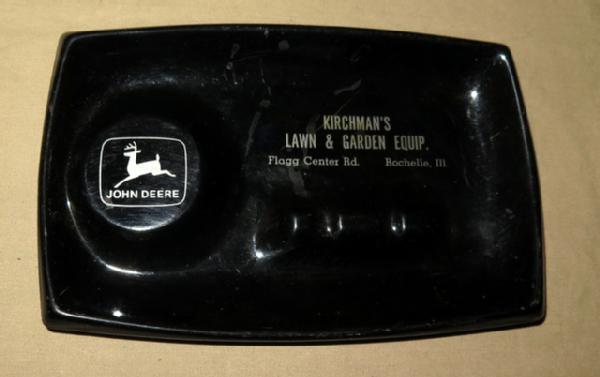 KIRCHMAN'S
LAWN & GARDEN EQUIP.
Flagg Center Rd. Rochelle, Ill
JOHN DEERE